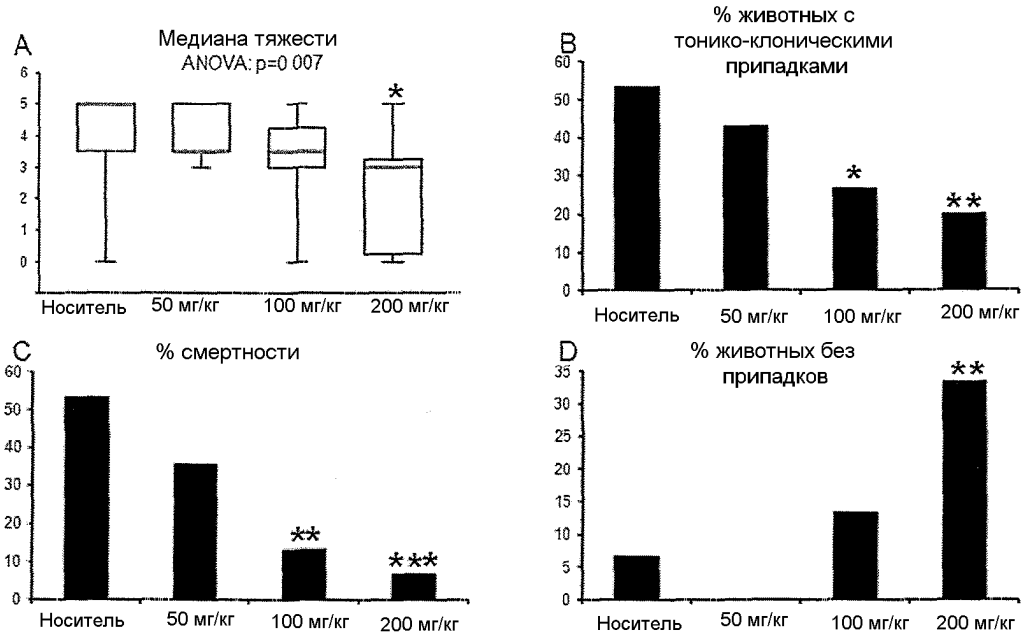 A
Медиана тяжести
ANOVA: p=0 007
*
6
5
4
3
2
1
0
Носитель 50 мг/кг 100 мг/кг 200 мг/кг
B
% животных с
тонико-клоническими
припадками
60
50
40
30
20
10
0
*
**
Носитель 50 мг/кг 100 мг/кг 200 мг/кг
C
% смертности
60
50
40
30
20
10
0
**
***
Носитель 50 мг/кг 100 мг/кг 200 мг/кг
D
% животных без
припадков
35
30
25
20
15
10
5
0
**
Носитель 50 мг/кг 100 мг/кг 200 мг/кг